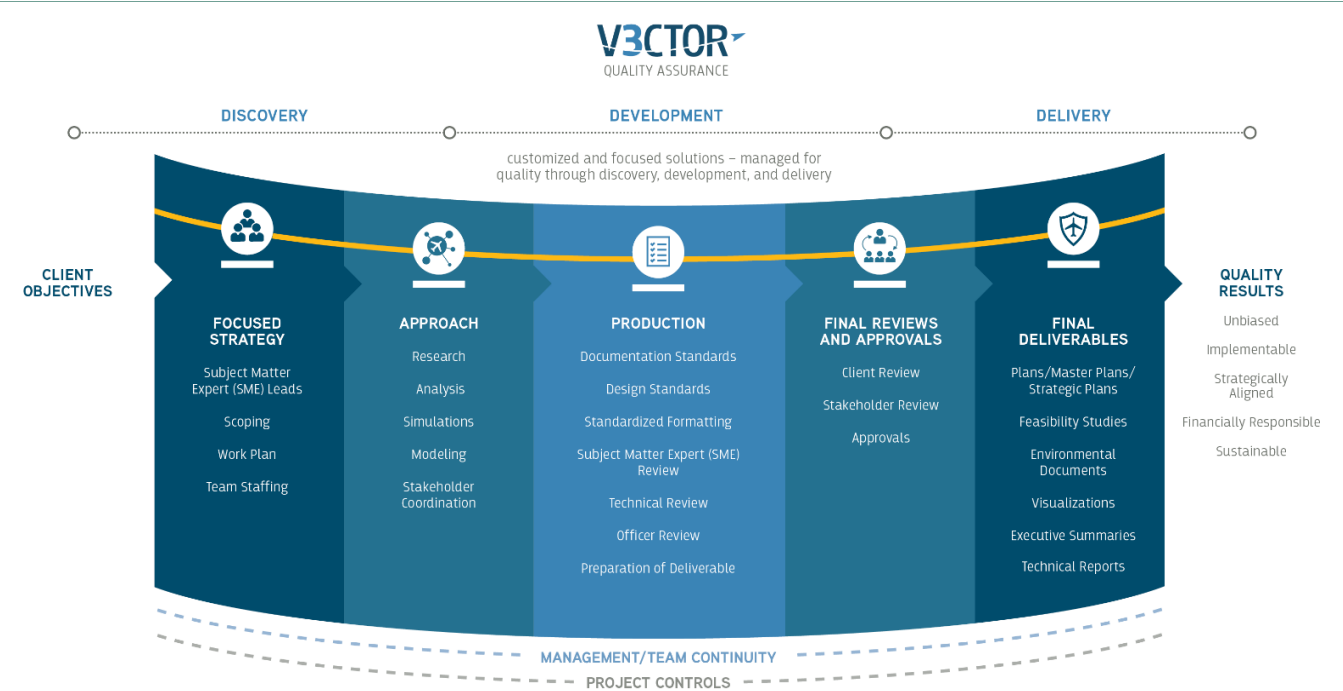 V3CTOR
QUALITY ASSURANCE
DISCOVERY
DEVELOPMENT
DELIVERY
customized and focused solutions – managed for
quality through discovery, development, and delivery
CLIENT
OBJECTIVES
FOCUSED
STRATEGY
Subject Matter
Expert (SME) Leads
Scoping
Work Plan
Team Staffing
APPROACH
Research
Analysis
Simulations
Modeling
Stakeholder
Coordination
PRODUCTION
Documentation Standards
Design Standards
Standardized Formatting
Subject Matter Expert (SME)
Review
Technical Review
Officer Review
Preparation of Deliverable
FINAL REVIEWS
AND APPROVALS
Client Review
Stakeholder Review
Approvals
FINAL
DELIVERABLES
Plans/Master Plans/
Strategic Plans
Feasibility Studies
Environmental
Documents
Visualizations
Executive Summaries
Technical Reports
QUALITY
RESULTS
Unbiased
Implementable
Strategically
Aligned
Financially Responsible
Sustainable
MANAGEMENT/TEAM CONTINUITY
PROJECT CONTROLS